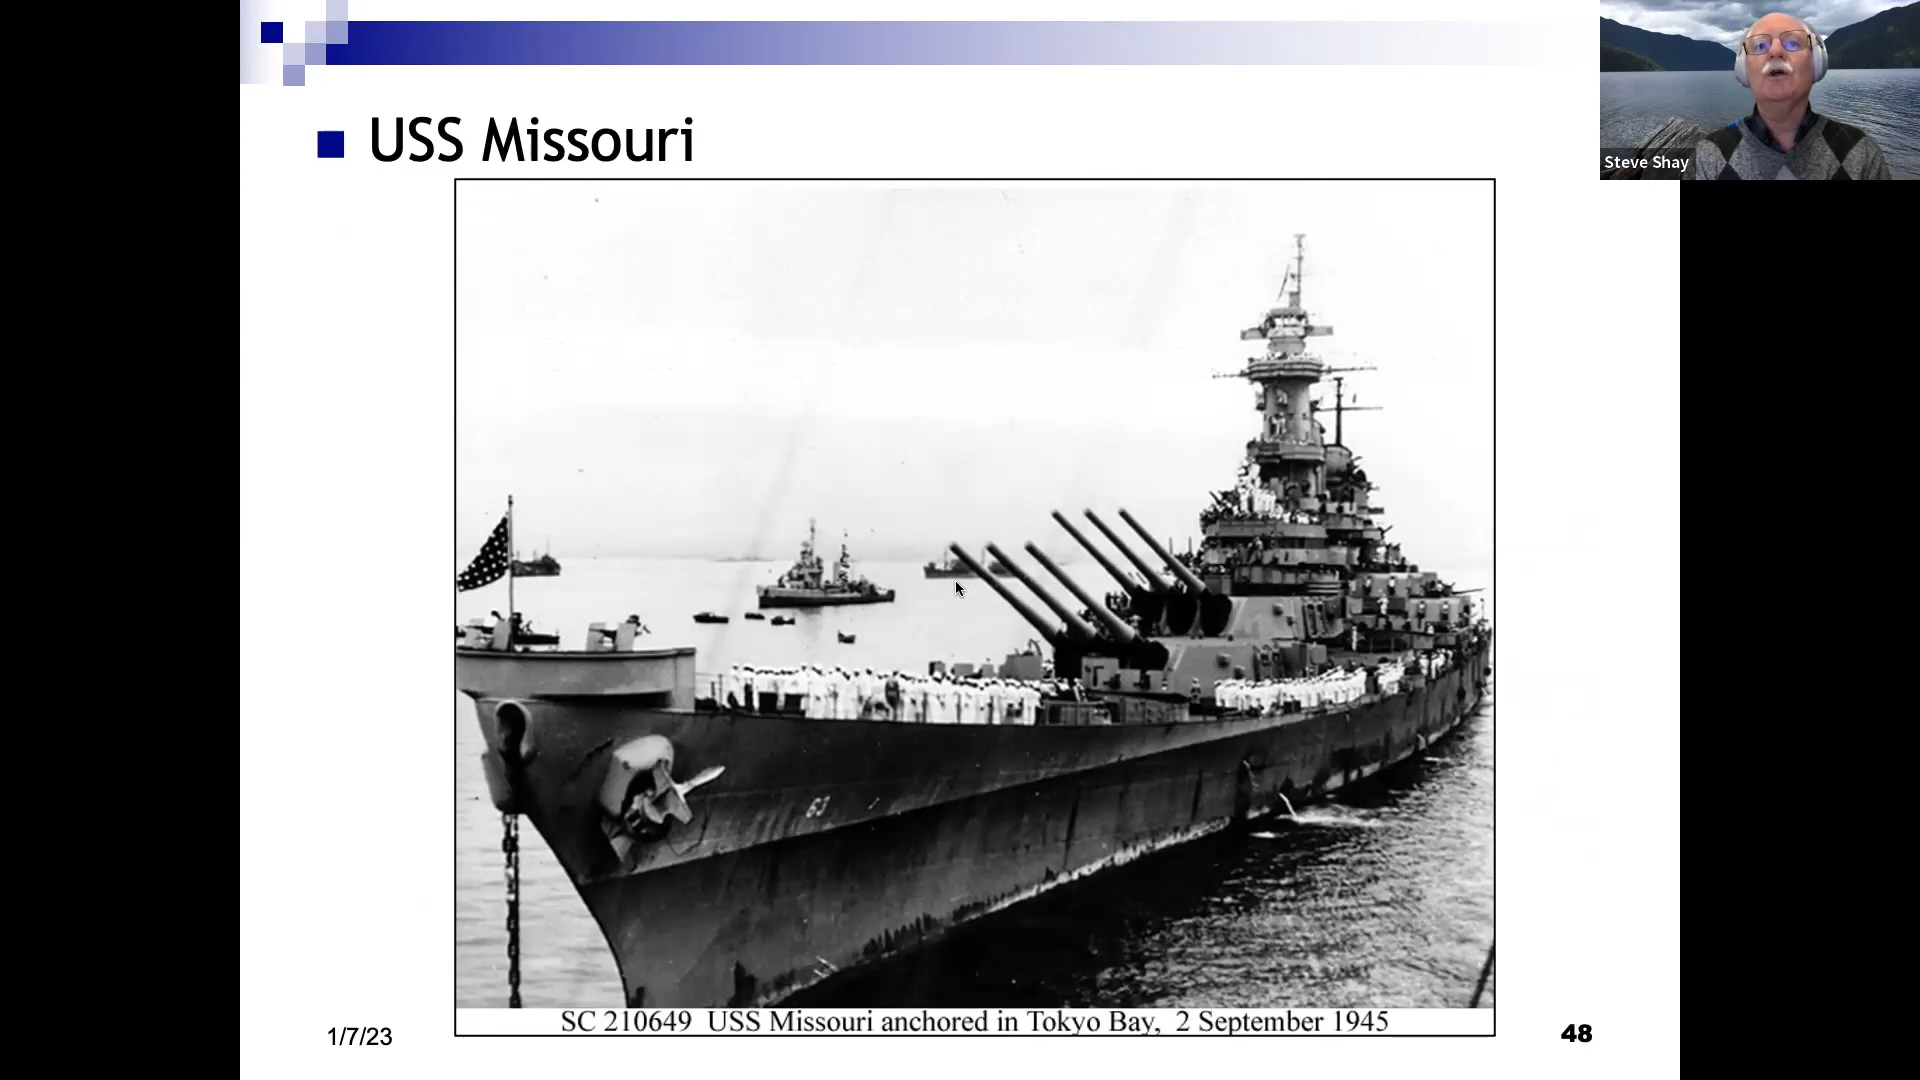 USS Missouri
Steve Shay
63
SC 210649 USS Missouri anchored in Tokyo Bay, 2 September 1945
1/7/23
48